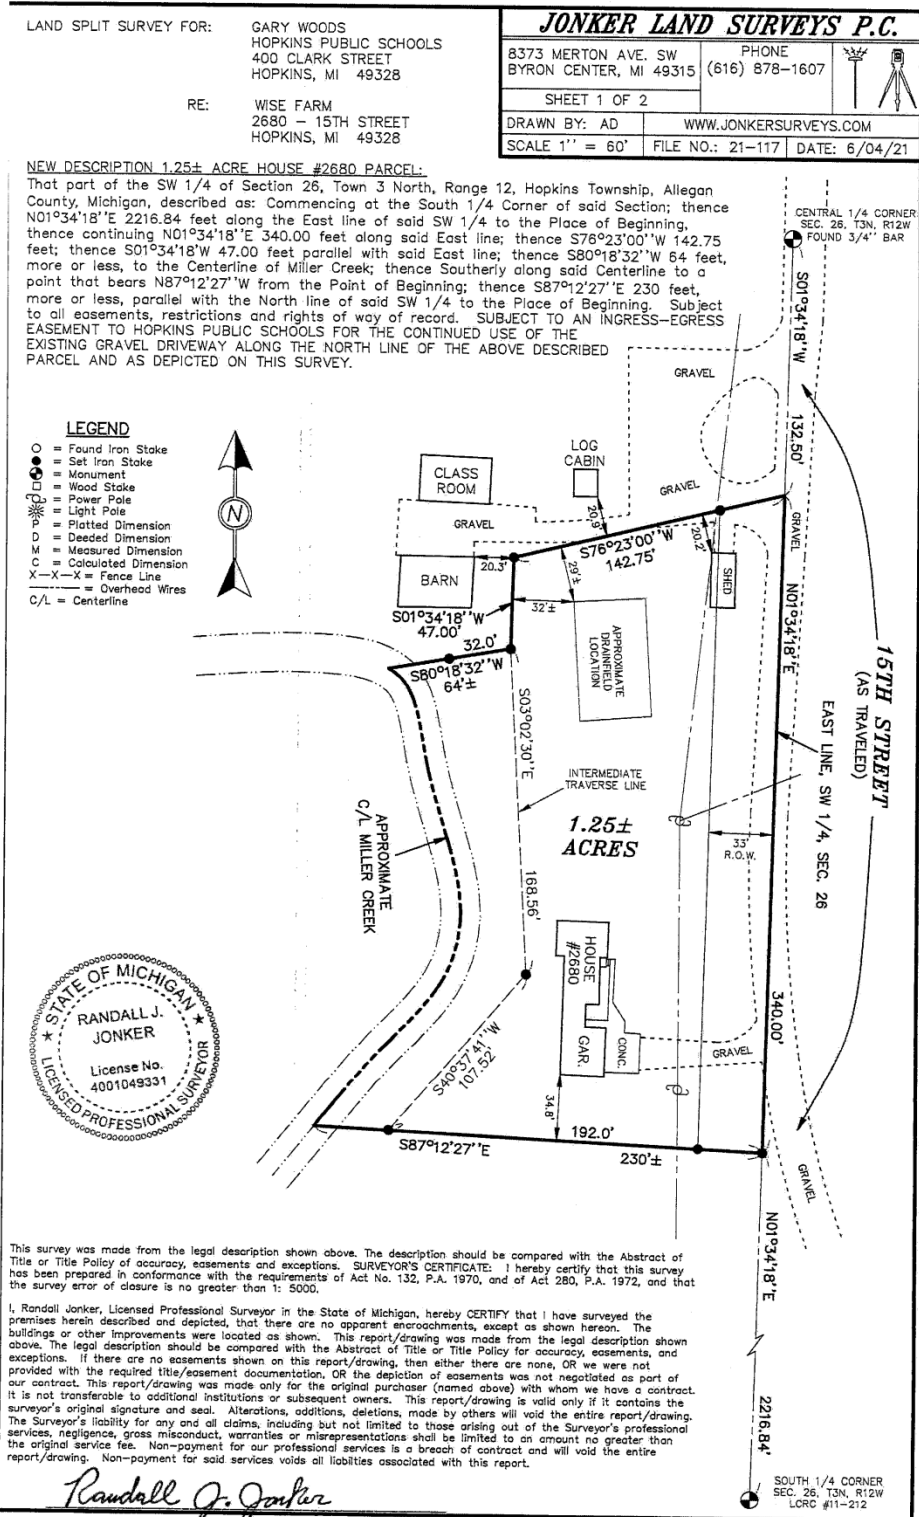 LAND SPLIT SURVEY FOR:
GARY WOODS
HOPKINS PUBLIC SCHOOLS
400 CLARK STREET
HOPKINS, MI 49328
RE:
WISE FARM
2680 - 15TH STREET
HOPKINS, MI 49328
JONKER LAND SURVEYS P.C.
8373 MERTON AVE. SW
BYRON CENTER, MI 49315
PHONE
(616) 878-1607
SHEET 1 OF 2
DRAWN BY: AD
WWW.JONKERSURVEYS.COM
SCALE 1'' = 60'
FILE NO.: 21-117
DATE: 6/04/21
NEW DESCRIPTION 1.25± ACRE HOUSE #2680 PARCEL:
That part of the SW 1/4 of Section 26, Town 3 North, Range 12, Hopkins Township, Allegan
County, Michigan, described as: Commencing at the South 1/4 Corner of said Section; thence
N01°34'18''E 2216.84 feet along the East line of said SW 1/4 to the Place of Beginning,
thence continuing N01°34'18''E 340.00 feet along said East line; thence S76°23'00''W 142.75
feet; thence S01°34'18'W 47.00 feet parallel with said East line; thence S80°18'32''W 64 feet,
more or less, to the Centerline of Miller Creek; thence Southerly along said Centerline to a
point that bears N87°12'27''W from the Point of Beginning; thence S87°12'27''E 230 feet,
more or less, parallel with the North line of said SW 1/4 to the Place of Beginning. Subject
to all easements, restrictions and rights of way of record. SUBJECT TO AN INGRESS-EGRESS
EASEMENT TO HOPKINS PUBLIC SCHOOLS FOR THE CONTINUED USE OF THE
EXISTING GRAVEL DRIVEWAY ALONG THE NORTH LINE OF THE ABOVE DESCRIBED
PARCEL AND AS DEPICTED ON THIS SURVEY.
CENTRAL 1/4 CORNER
SEC. 26, T3N, R12W
FOUND 3/4'' BAR
S01°34'18''W
132.50'
LEGEND
= Found Iron Stake
= Set Iron Stake
= Monument
= Wood Stake
= Power Pole
= Light Pole
P = Platted Dimension
D = Deeded Dimension
M = Measured Dimension
C = Calculated Dimension
X—X—X = Fence Line
= Overhead Wires
C/L = Centerline
N
GRAVEL
LOG
CABIN
CLASS
ROOM
GRAVEL
GRAVEL
GRAVEL
20.9'
S76°23'00''W
142.75'
20.2'
20.3'
29'±
BARN
SHED
32'±
S01°34'18''W
47.00'
N01°34'18''E
32.0'
S80°18'32''W
64'±
APPROXIMATE
DRAINFIELD
LOCATION
15TH STREET
(AS TRAVELED)
EAST LINE, SW 1/4, SEC. 26
S03°02'30''E
INTERMEDIATE
TRAVERSE LINE
1.25±
ACRES
33'
R.O.W.
APPROXIMATE
C/L MILLER CREEK
168.56'
HOUSE
#2680
GAR.
CONC.
340.00'
GRAVEL
S40°57'41''W
107.52'
34.8'
192.0'
S87°12'27''E
230'±
GRAVEL
STATE OF MICHIGAN
RANDALL J.
JONKER
License No.
4001049331
LICENSED PROFESSIONAL SURVEYOR
N01°34'18''E
2216.84'
This survey was made from the legal description shown above. The description should be compared with the Abstract of
Title or Title Policy of accuracy, easements and exceptions. SURVEYOR'S CERTIFICATE: I hereby certify that this survey
has been prepared in conformance with the requirements of Act No. 132, P.A. 1970, and of Act 280, P.A. 1972, and that
the survey error of closure is no greater than 1: 5000.
I, Randall Jonker, Licensed Professional Surveyor in the State of Michigan, hereby CERTIFY that I have surveyed the
premises herein described and depicted, that there are no apparent encroachments, except as shown hereon. The
buildings or other improvements were located as shown. This report/drawing was made from the legal description shown
above. The legal description should be compared with the Abstract of Title or Title Policy for accuracy, easements, and
exceptions. If there are no easements shown on this report/drawing, then either there are none, OR we were not
provided with the required title/easement documentation, OR the depiction of easements was not negotiated as part of
our contract. This report/drawing was made only for the original purchaser (named above) with whom we have a contract.
It is not transferable to additional institutions or subsequent owners. This report/drawing is valid only if it contains the
surveyor's original signature and seal. Alterations, additions, deletions, made by others will void the entire report/drawing.
The Surveyor's liability for any and all claims, including but not limited to those arising out of the Surveyor's professional
services, negligence, gross misconduct, warranties or misrepresentations shall be limited to an amount no greater than
the original service fee. Non-payment for our professional services is a breach of contract and will void the entire
report/drawing. Non-payment for said services voids all liabilties associated with this report.
Randall J. Jonker
SOUTH 1/4 CORNER
SEC. 26, T3N, R12W
LCRC #11-212